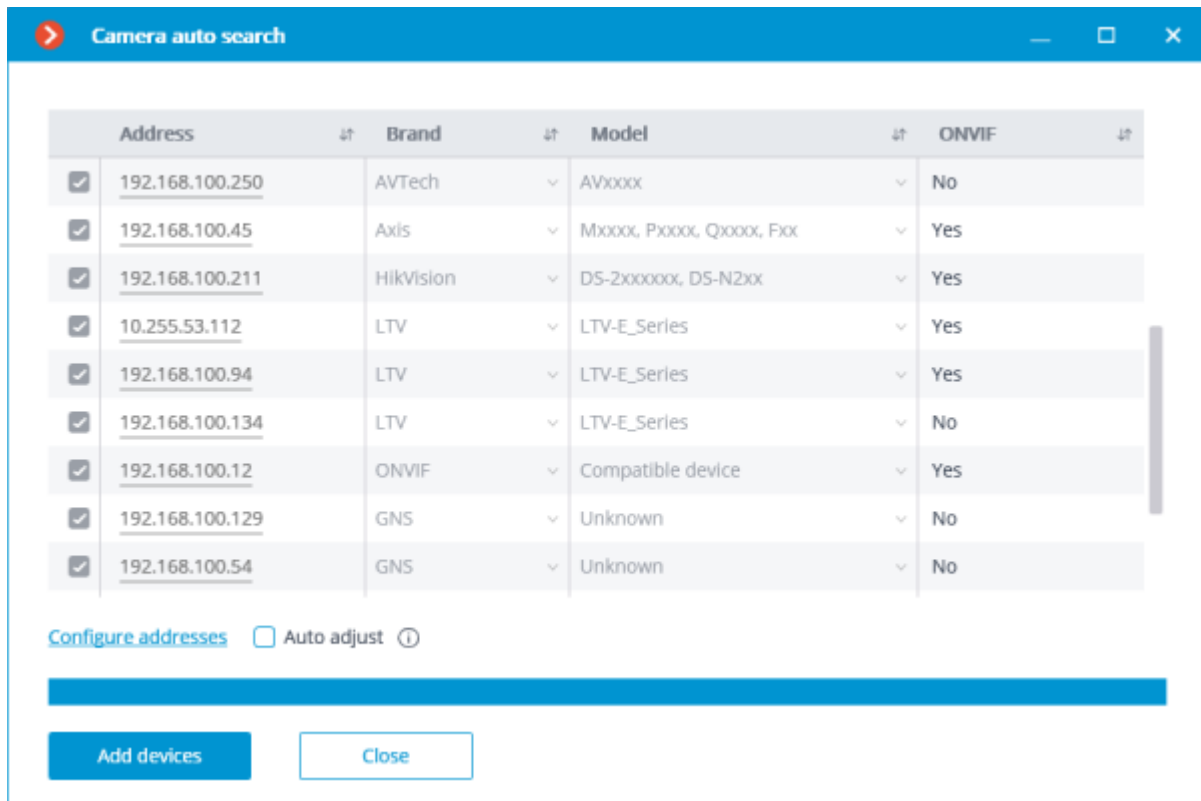 Camera auto search
Address Brand Model ONVIF
192.168.100.250 AVTech AVxxxx No
192.168.100.45 Axis Mxxxx, Pxxxx, Qxxxx, Fxx Yes
192.168.100.211 HikVision DS-2xxxxxx, DS-N2xx Yes
10.255.53.112 LTV LTV-E_Series Yes
192.168.100.94 LTV LTV-E_Series Yes
192.168.100.134 LTV LTV-E_Series No
192.168.100.12 ONVIF Compatible device Yes
192.168.100.129 GNS Unknown No
192.168.100.54 GNS Unknown No
Configure addresses Auto adjust
Add devices Close